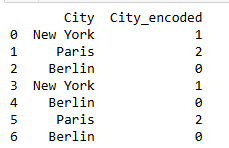 City City_encoded
0 New York 1
1 Paris 2
2 Berlin 0
3 New York 1
4 Berlin 0
5 Paris 2
6 Berlin 0